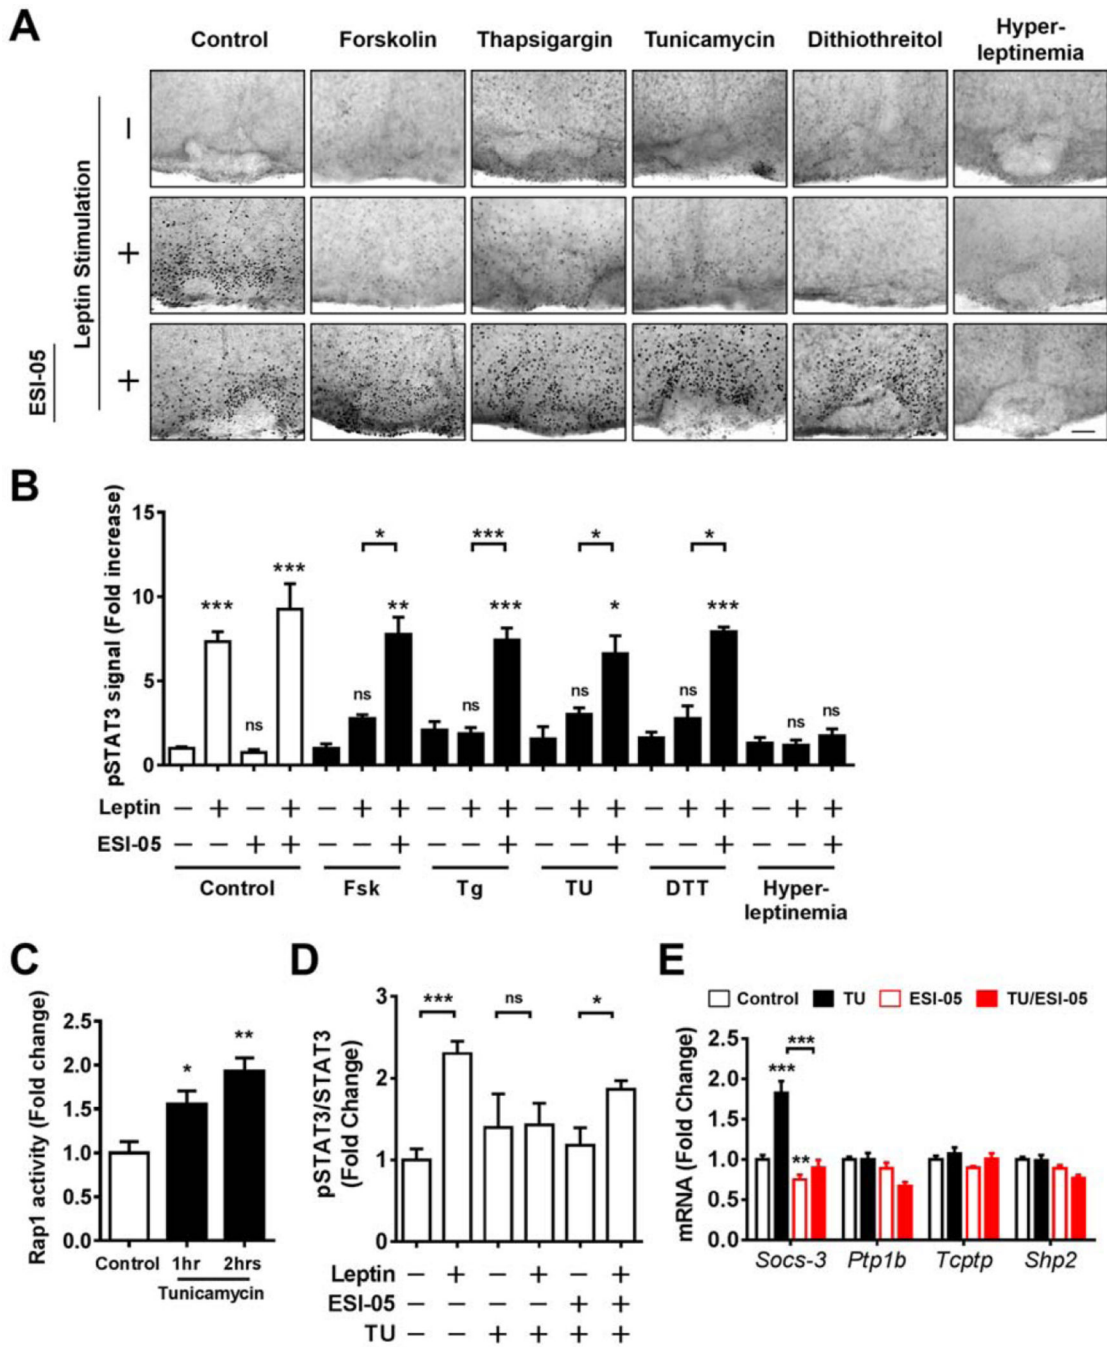 A
Control Forskolin Thapsigargin Tunicamycin Dithiothreitol Hyper-
leptinemia
Leptin Stimulation
ESI-05
−
+
+
B
pSTAT3 signal (Fold increase)
15
10
5
0
*** ns *** ns ** * ns *** *** ns * * ns *** * ns ns
Leptin − + − + − + + − + + − + + − + + − + +
ESI-05 − − + + − − + − − + − − + − − + − − +
Control Fsk Tg TU DTT Hyper-
leptinemia
C
Rap1 activity (Fold change)
2.5
2.0
1.5
1.0
0.5
0.0
* **
Control 1hr 2hrs
Tunicamycin
D
pSTAT3/STAT3
(Fold Change)
3
2
1
0
*** ns *
Leptin − + − + − +
ESI-05 − − − − + +
TU − − + + + +
E
Control TU ESI-05 TU/ESI-05
mRNA (Fold Change)
2.5
2.0
1.5
1.0
0.5
0.0
***
***
**
Socs-3 Ptp1b Tcptp Shp2